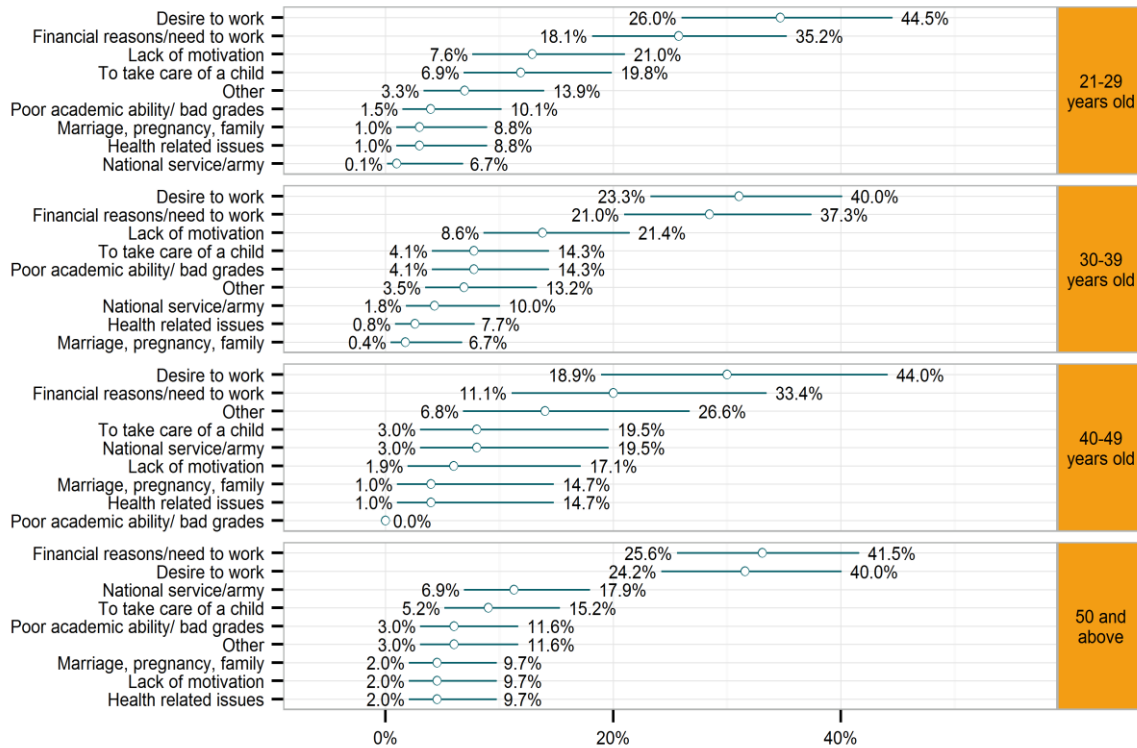 Desire to work 26.0% 44.5%
Financial reasons/need to work 18.1% 35.2%
Lack of motivation 7.6% 21.0%
To take care of a child 6.9% 19.8%
Other 3.3% 13.9%
Poor academic ability/ bad grades 1.5% 10.1%
Marriage, pregnancy, family 1.0% 8.8%
Health related issues 1.0% 8.8%
National service/army 0.1% 6.7%
21-29
years old
Desire to work 23.3% 40.0%
Financial reasons/need to work 21.0% 37.3%
Lack of motivation 8.6% 21.4%
To take care of a child 4.1% 14.3%
Poor academic ability/ bad grades 4.1% 14.3%
Other 3.5% 13.2%
National service/army 1.8% 10.0%
Health related issues 0.8% 7.7%
Marriage, pregnancy, family 0.4% 6.7%
30-39
years old
Desire to work 18.9% 44.0%
Financial reasons/need to work 11.1% 33.4%
Other 6.8% 26.6%
To take care of a child 3.0% 19.5%
National service/army 3.0% 19.5%
Lack of motivation 1.9% 17.1%
Marriage, pregnancy, family 1.0% 14.7%
Health related issues 1.0% 14.7%
Poor academic ability/ bad grades 0.0%
40-49
years old
Financial reasons/need to work 25.6% 41.5%
Desire to work 24.2% 40.0%
National service/army 6.9% 17.9%
To take care of a child 5.2% 15.2%
Poor academic ability/ bad grades 3.0% 11.6%
Other 3.0% 11.6%
Marriage, pregnancy, family 2.0% 9.7%
Lack of motivation 2.0% 9.7%
Health related issues 2.0% 9.7%
50 and
above
0% 20% 40%